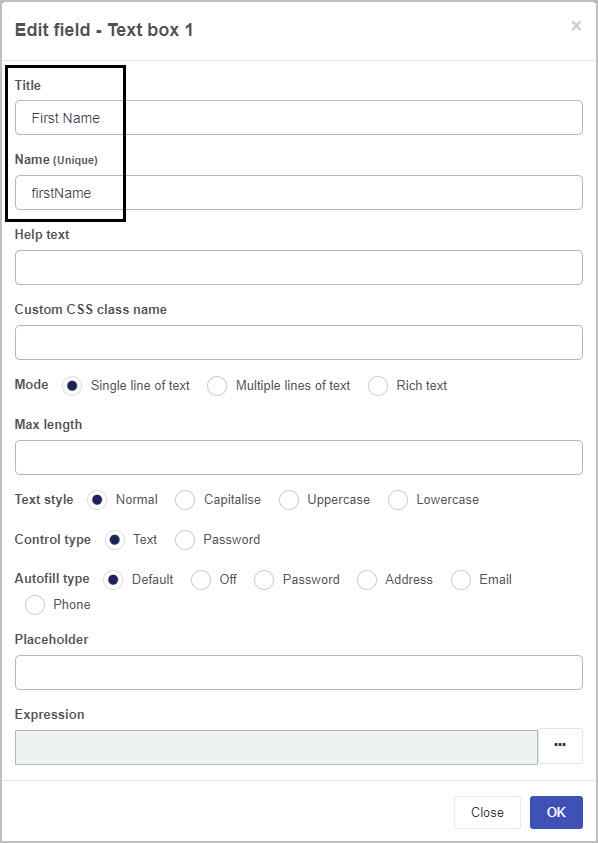 Edit field - Text box 1 ×
Title
First Name
Name (Unique)
firstName
Help text
Custom CSS class name
Mode Single line of text Multiple lines of text Rich text
Max length
Text style Normal Capitalise Uppercase Lowercase
Control type Text Password
Autofill type Default Off Password Address Email
Phone
Placeholder
Expression
...
Close OK